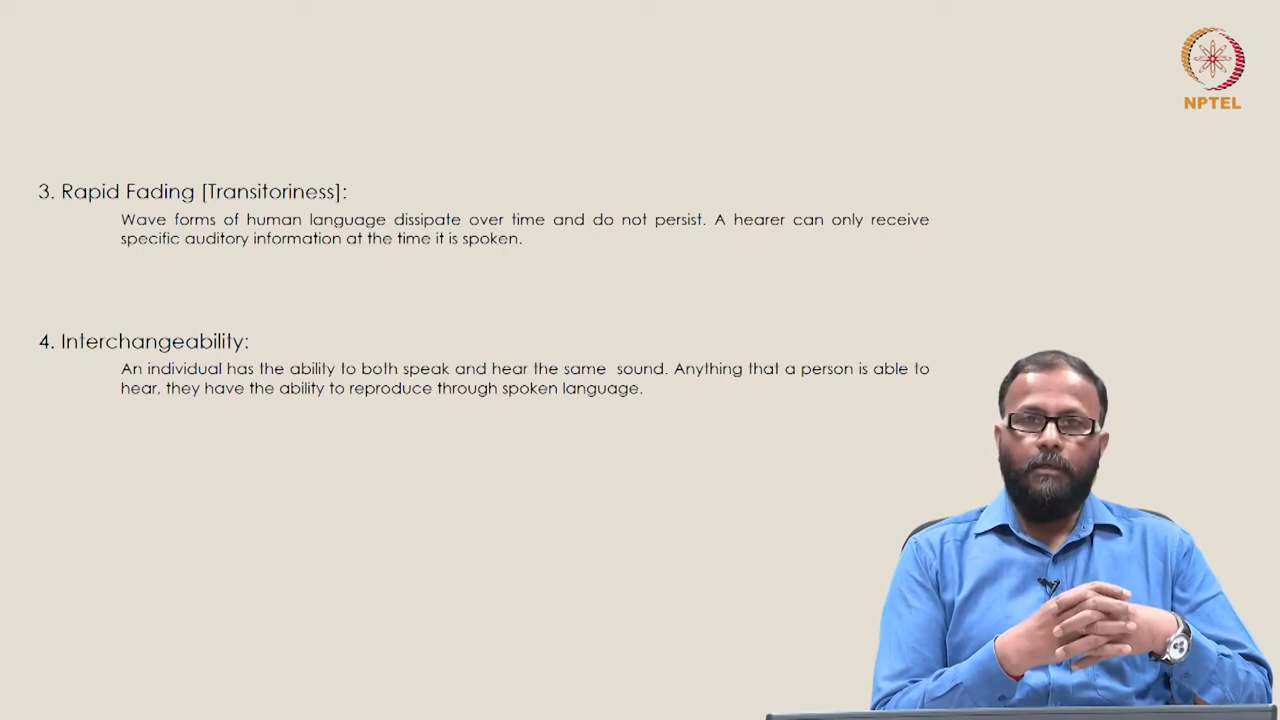 NPTEL
3. Rapid Fading [Transitoriness]:
Wave forms of human language dissipate over time and do not persist. A hearer can only receive
specific auditory information at the time it is spoken.
4. Interchangeability:
An individual has the ability to both speak and hear the same sound. Anything that a person is able to
hear, they have the ability to reproduce through spoken language.